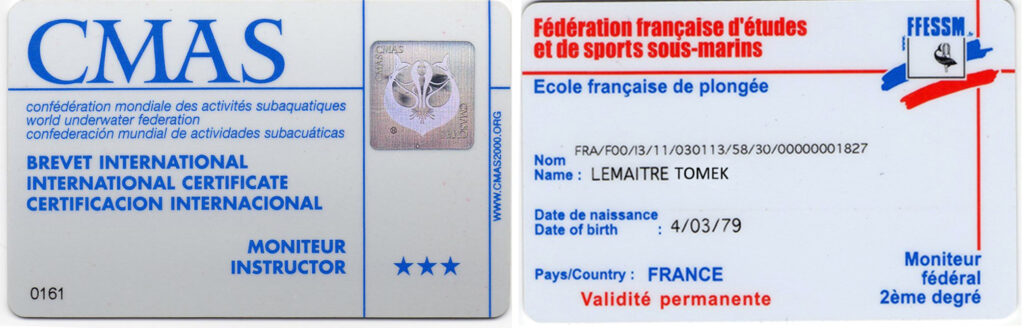 CMAS
confédération mondiale des activités subaquatiques
world underwater federation
confederación mundial de actividades subacuáticas
BREVET INTERNATIONAL
INTERNATIONAL CERTIFICATE
CERTIFICACION INTERNACIONAL
MONITEUR
INSTRUCTOR
0161
CMAS CMAS
WWW.CMAS2000.ORG
Fédération française d'études
et de sports sous-marins
FFESSM
Ecole française de plongée
FRA/F00/I3/11/030113/58/30/00000001827
Nom
Name : LEMAITRE TOMEK
Date de naissance
Date of birth : 4/03/79
Pays/Country : FRANCE
Validité permanente
Moniteur
fédéral
2ème degré